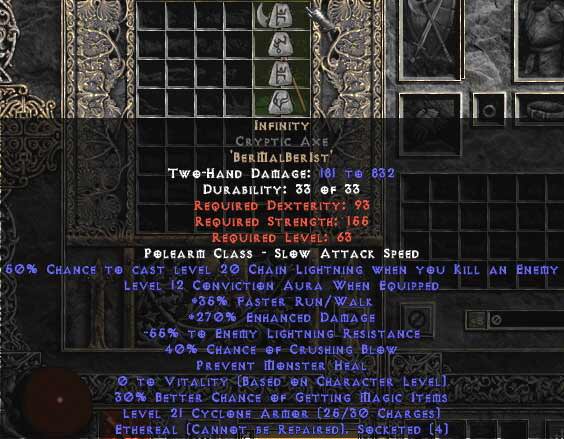 Infinity
Cryptic Axe
'BerMalBerIst'
Two-Hand Damage: 181 to 832
Durability: 33 of 33
Required Dexterity: 93
Required Strength: 155
Required Level: 63
Polearm Class - Slow Attack Speed
50% Chance to cast level 20 Chain Lightning when you Kill an Enemy
Level 12 Conviction Aura When Equipped
+35% Faster Run/Walk
+270% Enhanced Damage
-55% to Enemy Lightning Resistance
40% Chance of Crushing Blow
Prevent Monster Heal
0 to Vitality (Based on Character Level)
30% Better Chance of Getting Magic Items
Level 21 Cyclone Armor (25/30 Charges)
Ethereal (Cannot be Repaired), Socketed (4)